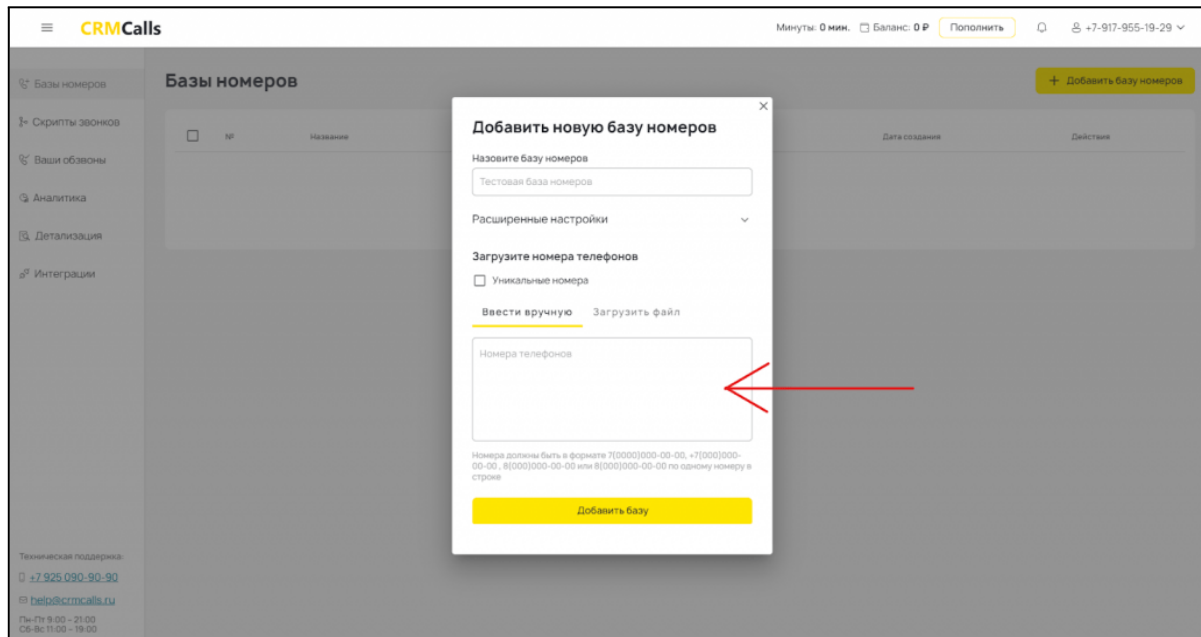 CRMCalls
Минуты: 0 мин. Баланс: 0 ₽ Пополнить +7-917-955-19-29
Базы номеров
Скрипты звонков
Ваши обзвоны
Аналитика
Детализация
Интеграции
Базы номеров
+ Добавить базу номеров
№ Название Дата создания Действия
Добавить новую базу номеров
Назовите базу номеров
Тестовая база номеров
Расширенные настройки
Загрузите номера телефонов
Уникальные номера
Ввести вручную Загрузить файл
Номера телефонов
Номера должны быть в формате 7(0000)000-00-00, +7(000)000-
00-00 , 8(000)000-00-00 или 8(000)000-00-00 по одному номеру в
строке
Добавить базу
Техническая поддержка:
+7 925 090-90-90
help@crmcalls.ru
Пн-Пт 9:00 – 21:00
Сб-Вс 11:00 – 19:00